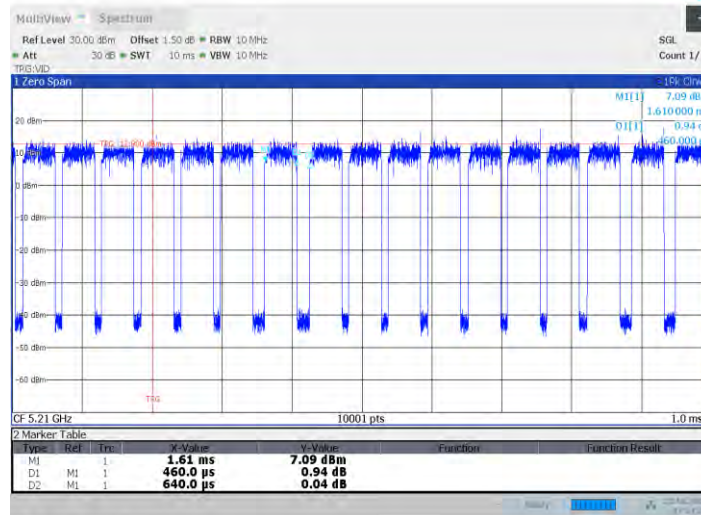 MultiView Spectrum
Ref Level 30.00 dBm Offset 1.50 dB RBW 10 MHz SGL
Att 30 dB SWT 10 ms VBW 10 MHz Count 1/
TRG:VID
1 Zero Span 1Pk Clrw
M1[1] 7.09 dB
1.610 000 m
D1[1] 0.94 d
460.000
20 dBm
10 dBm
0 dBm
-10 dBm
-20 dBm
-30 dBm
-40 dBm
-50 dBm
-60 dBm
TRG
CF 5.21 GHz 10001 pts 1.0 ms
2 Marker Table
Type Ref Trc X-Value Y-Value Function Function Result
M1 1 1.61 ms 7.09 dBm
D1 M1 1 460.0 µs 0.94 dB
D2 M1 1 640.0 µs 0.04 dB